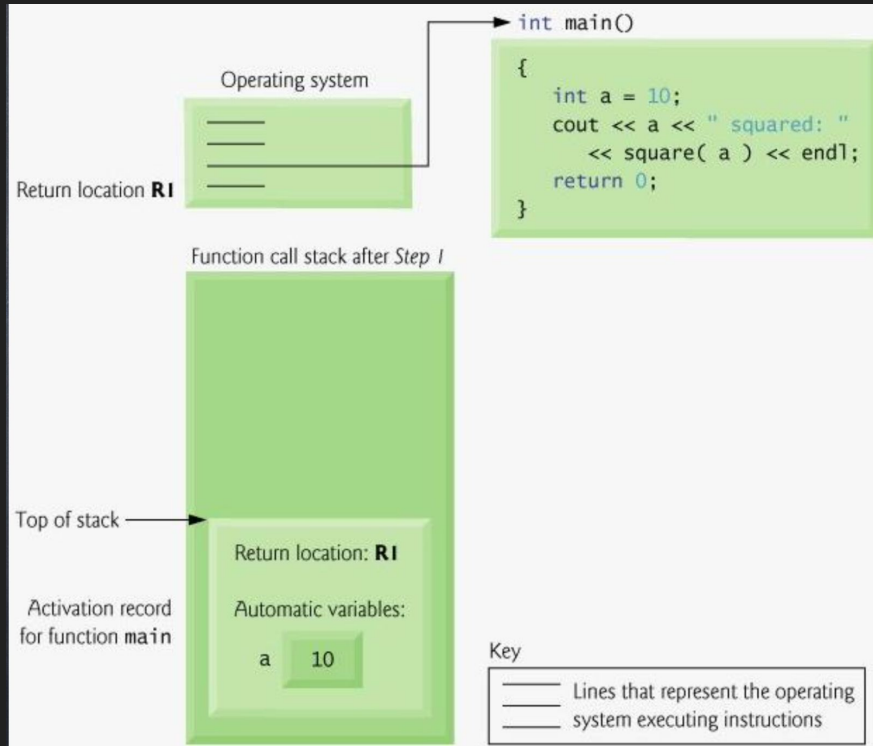 int main()
Operating system
{
int a = 10;
cout << a << " squared: "
<< square( a ) << endl;
return 0;
}
Return location R1
Function call stack after Step 1
Top of stack
Return location: R1
Activation record
for function main
Automatic variables:
a 10
Key
Lines that represent the operating
system executing instructions